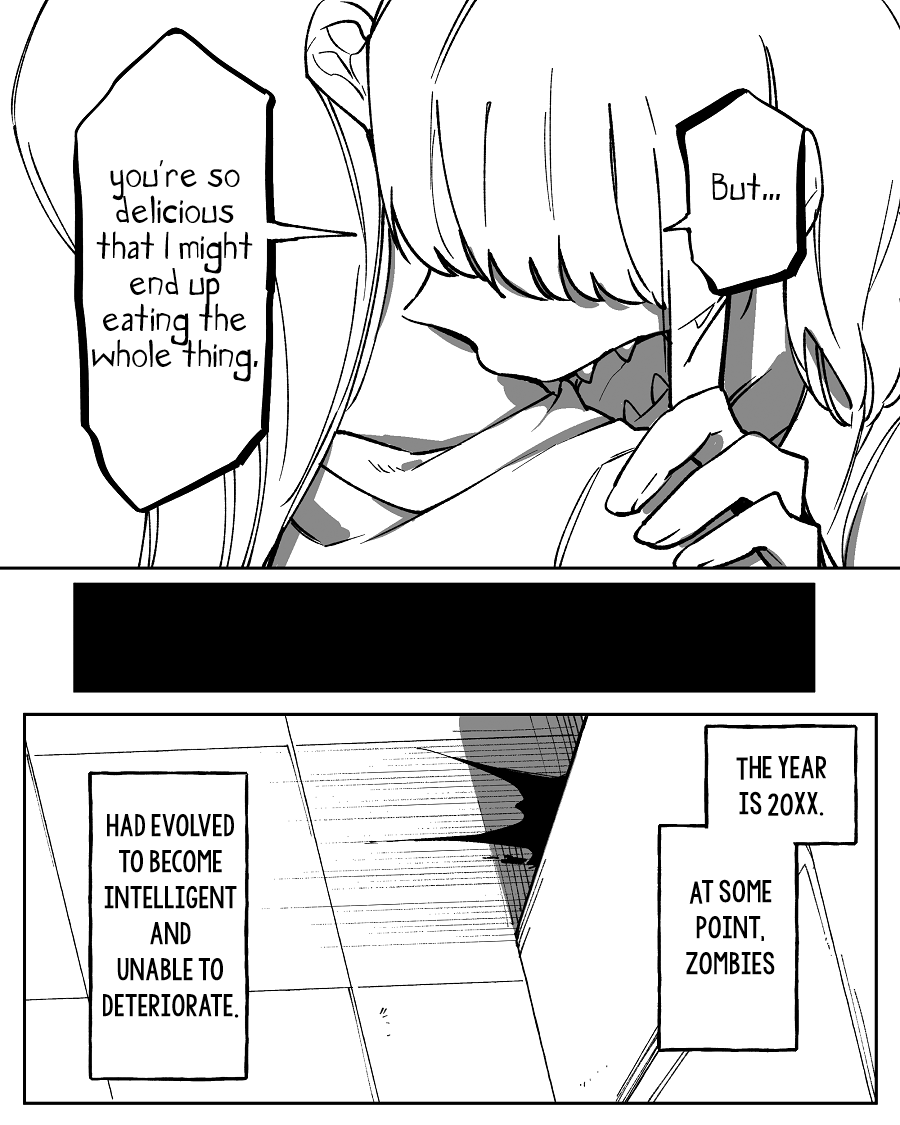 But...
you're so
delicious
that I might
end up
eating the
whole thing.
THE YEAR
IS 20XX.
AT SOME
POINT,
ZOMBIES
HAD EVOLVED
TO BECOME
INTELLIGENT
AND
UNABLE TO
DETERIORATE.